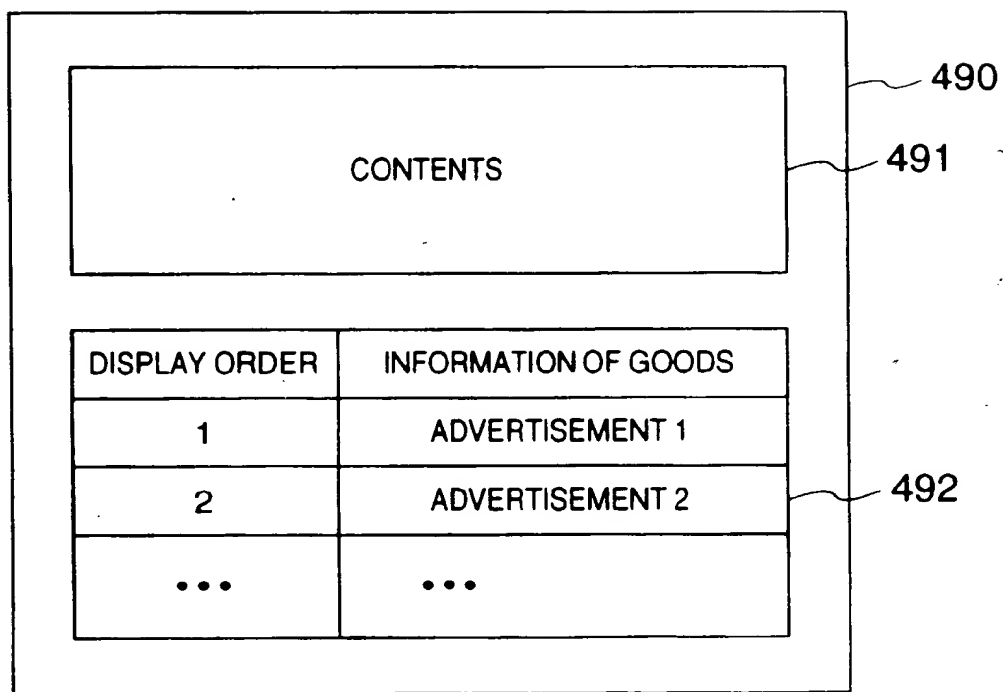 490
CONTENTS 491
DISPLAY ORDER INFORMATION OF GOODS
1 ADVERTISEMENT 1
2 ADVERTISEMENT 2 492
••• •••